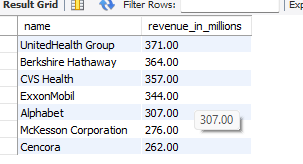 Result Grid Filter Rows: Exp
name revenue_in_millions
UnitedHealth Group 371.00
Berkshire Hathaway 364.00
CVS Health 357.00
ExxonMobil 344.00
Alphabet 307.00
307.00
McKesson Corporation 276.00
Cencora 262.00